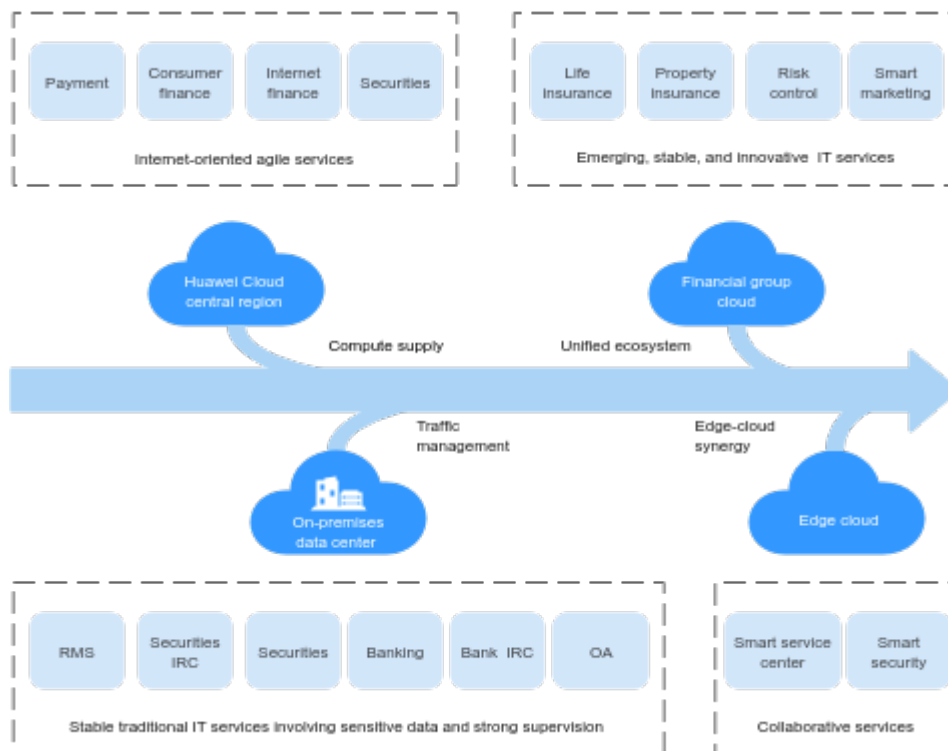 Payment
Consumer
finance
Internet
finance
Securities
Internet-oriented agile services
Life
insurance
Property
insurance
Risk
control
Smart
marketing
Emerging, stable, and innovative IT services
Huawei Cloud
central region
Financial group
cloud
Compute supply
Unified ecosystem
Traffic
management
Edge-cloud
synergy
On-premises
data center
Edge cloud
RMS
Securities
IRC
Securities
Banking
Bank IRC
OA
Stable traditional IT services involving sensitive data and strong supervision
Smart service
center
Smart
security
Collaborative services